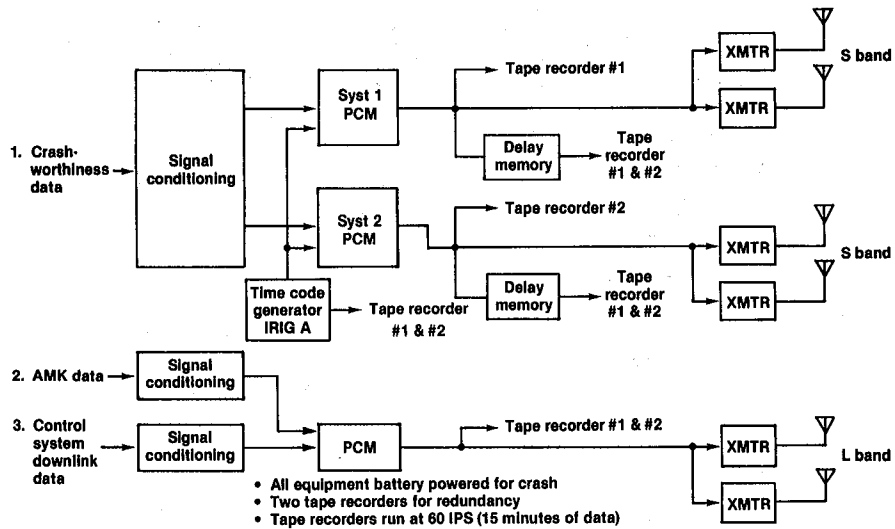 1. Crash-
worthiness
data
Signal
conditioning
Syst 1
PCM
Tape recorder #1
Delay
memory
Tape
recorder
#1 & #2
XMTR
XMTR
S band
Syst 2
PCM
Tape recorder #2
Delay
memory
Tape
recorder
#1 & #2
XMTR
XMTR
S band
Time code
generator
IRIG A
Tape recorder
#1 & #2
2. AMK data
Signal
conditioning
3. Control
system
downlink
data
Signal
conditioning
PCM
Tape recorder #1 & #2
XMTR
XMTR
L band
• All equipment battery powered for crash
• Two tape recorders for redundancy
• Tape recorders run at 60 IPS (15 minutes of data)